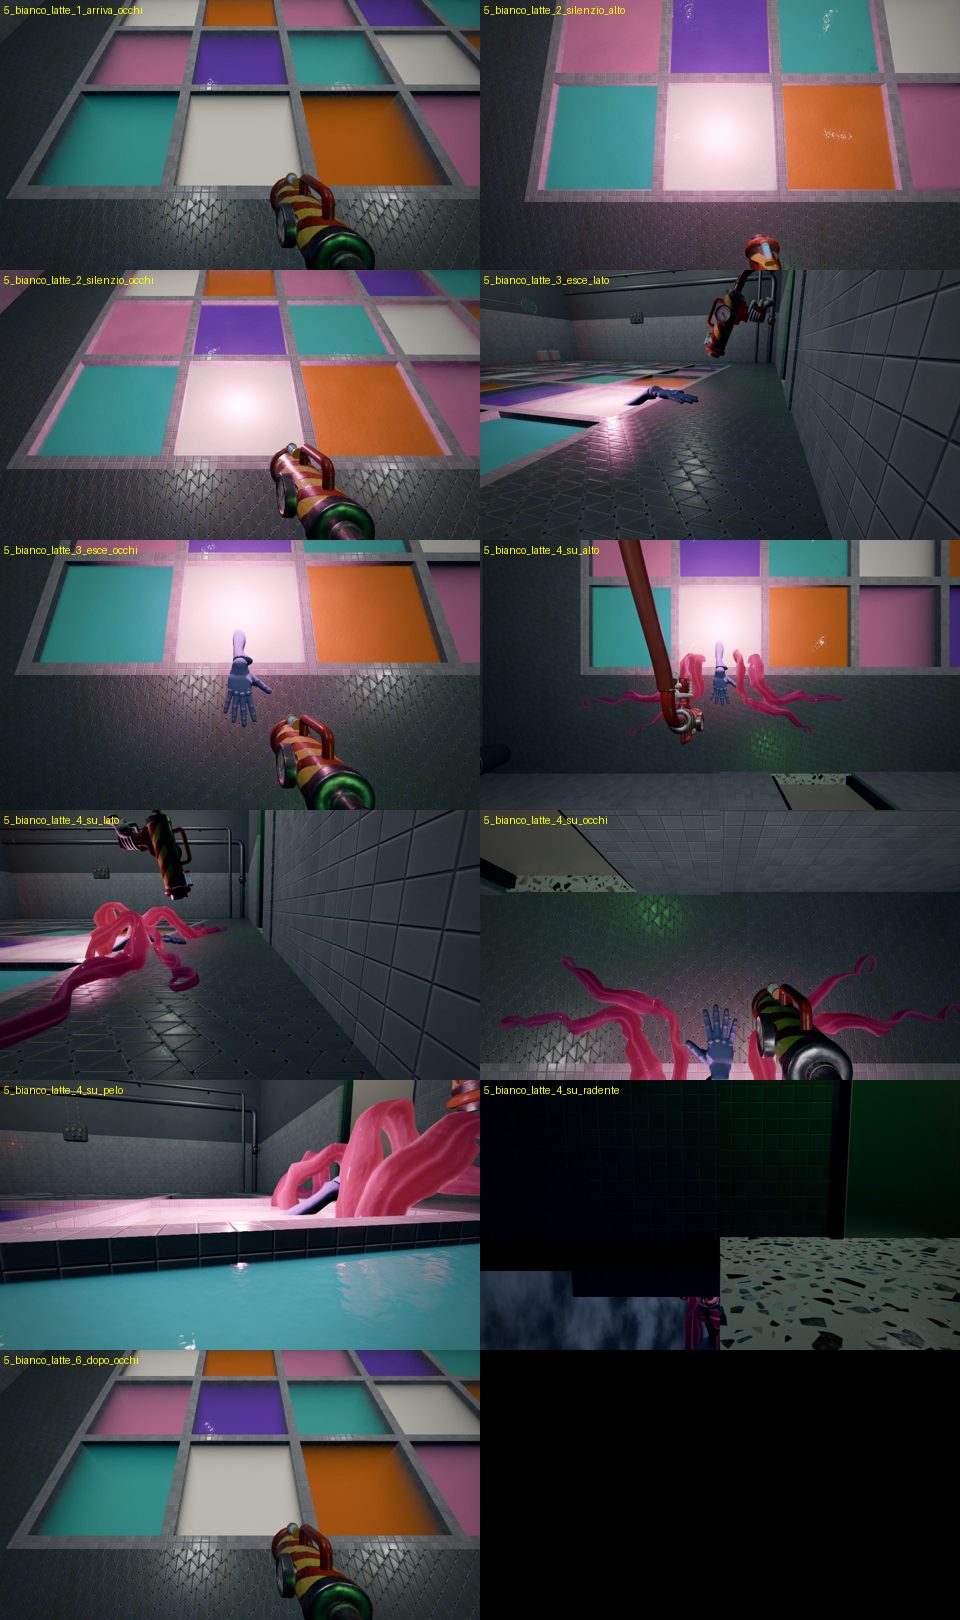 5_bianco_latte_1_arriva_occhi
5_bianco_latte_2_silenzio_alto
5_bianco_latte_2_silenzio_occhi
5_bianco_latte_3_esce_lato
5_bianco_latte_3_esce_occhi
5_bianco_latte_4_su_alto
5_bianco_latte_4_su_lato
5_bianco_latte_4_su_occhi
5_bianco_latte_4_su_pelo
5_bianco_latte_4_su_radente
5_bianco_latte_6_dopo_occhi